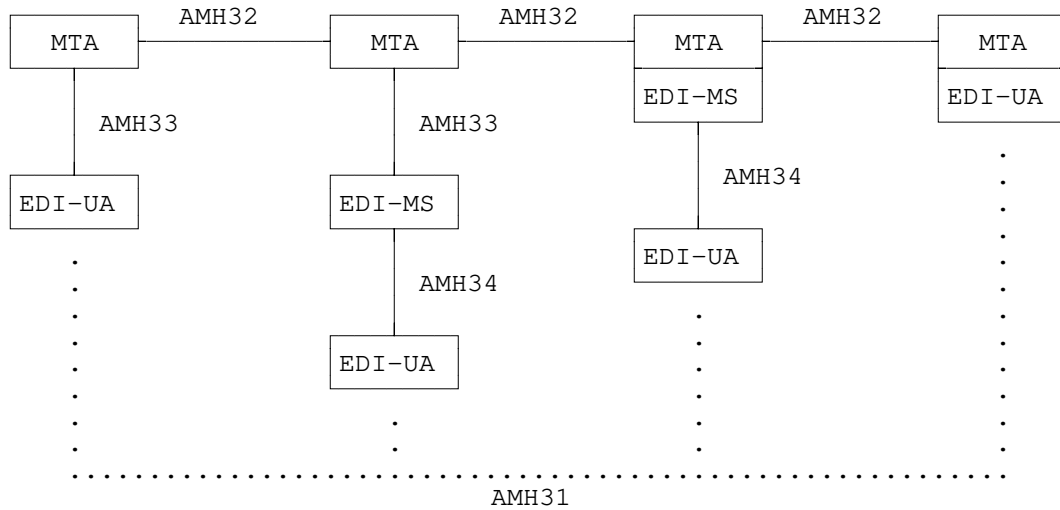 AMH32 AMH32 AMH32
MTA MTA MTA MTA
EDI-MS EDI-UA
AMH33 AMH33
AMH34
EDI-UA EDI-MS
EDI-UA
AMH34
EDI-UA
AMH31